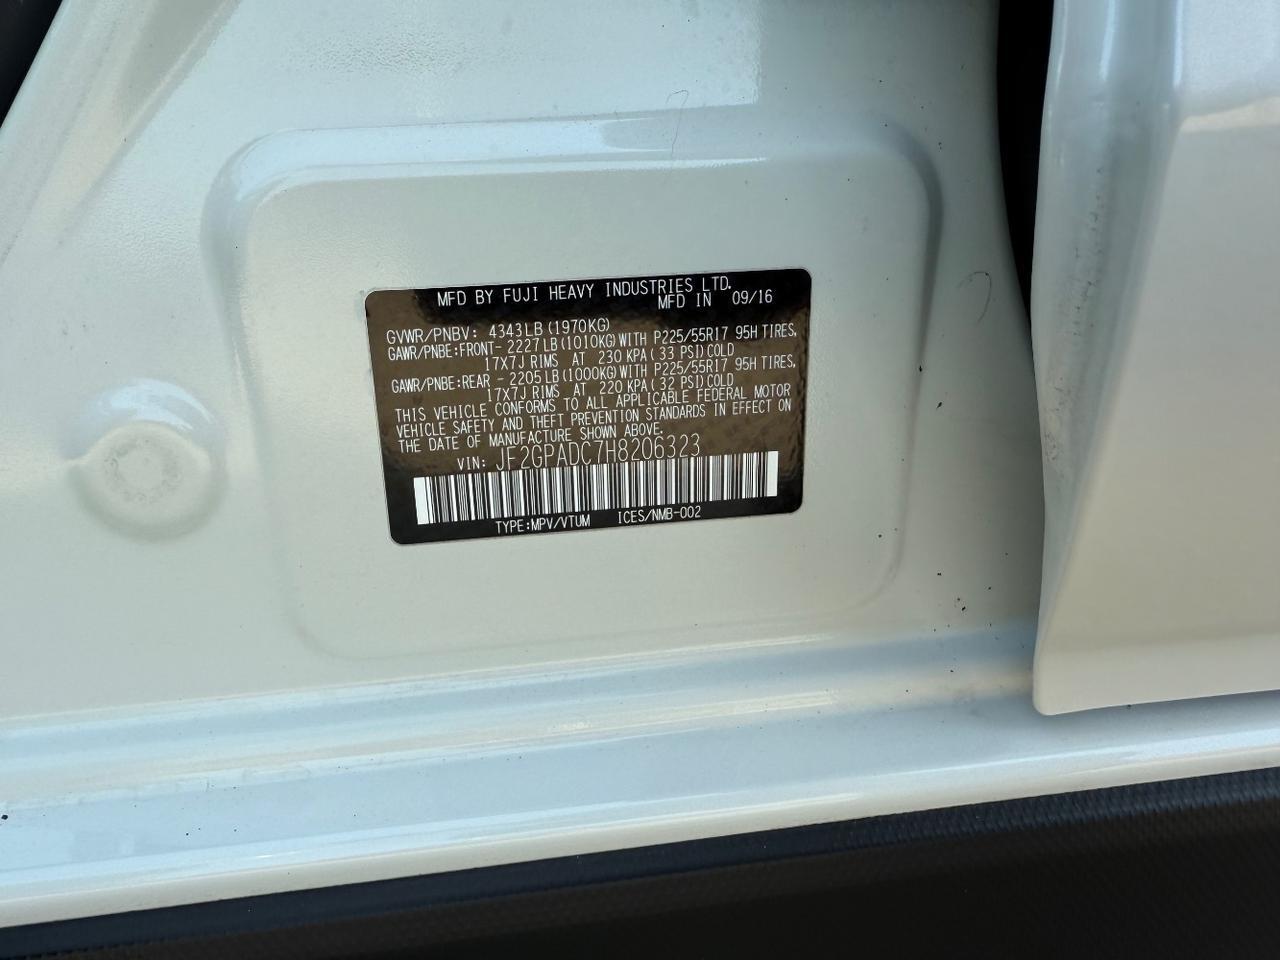 MFD BY FUJI HEAVY INDUSTRIES LTD.
MFD IN 09/16
GVWR/PNBV: 4343LB(1970KG)
GAWR/PNBE:FRONT-2227LB(1010KG)WITH P225/55R17 95H TIRES,
17X7J RIMS AT 230 KPA(33 PSI)COLD
GAWR/PNBE:REAR -2205LB(1000KG)WITH P225/55R17 95H TIRES,
17X7J RIMS AT 220 KPA(32 PSI)COLD
THIS VEHICLE CONFORMS TO ALL APPLICABLE FEDERAL MOTOR
VEHICLE SAFETY AND THEFT PREVENTION STANDARDS IN EFFECT ON
THE DATE OF MANUFACTURE SHOWN ABOVE.
VIN: JF2GPADC7H8206323
TYPE:MPV/VTUM ICES/NMB-002